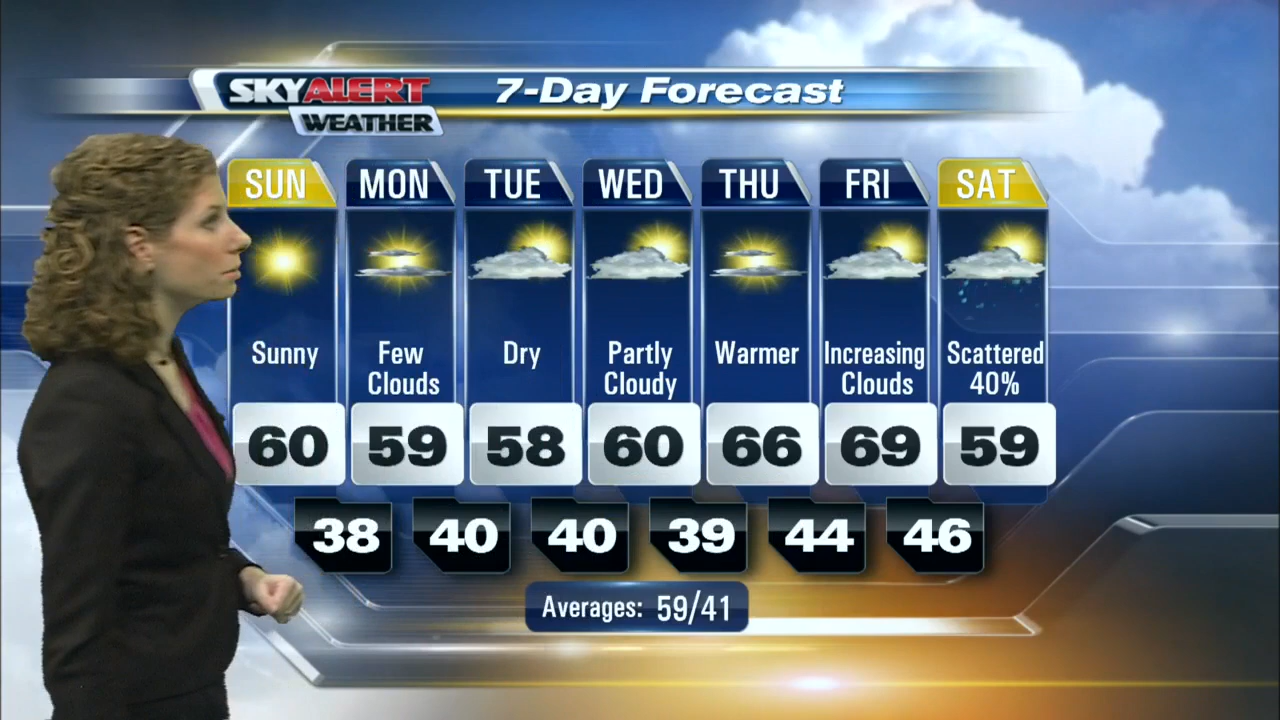 SKYALERT
WEATHER
7-Day Forecast
SUN MON TUE WED THU FRI SAT
Sunny
Few
Clouds
Dry
Partly
Cloudy
Warmer
Increasing
Clouds
Scattered
40%
60 59 58 60 66 69 59
38 40 40 39 44 46
Averages: 59/41